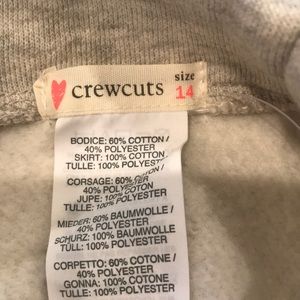 crewcuts
size
14
BODICE: 60% COTTON /
40% POLYESTER
SKIRT: 100% COTTON
TULLE: 100% POLYESTER
CORSAGE: 60%
40% POLYESTER
JUPE: 100% COTON
TULLE: 100% POLYESTER
MIEDER: 60% BAUMWOLLE /
40% POLYESTER
SCHURZ: 100% BAUMWOLLE
TÜLL: 100% POLYESTER
CORPETTO: 60% COTONE /
40% POLYESTER
GONNA: 100% COTONE
TULLE: 100% POLYESTER